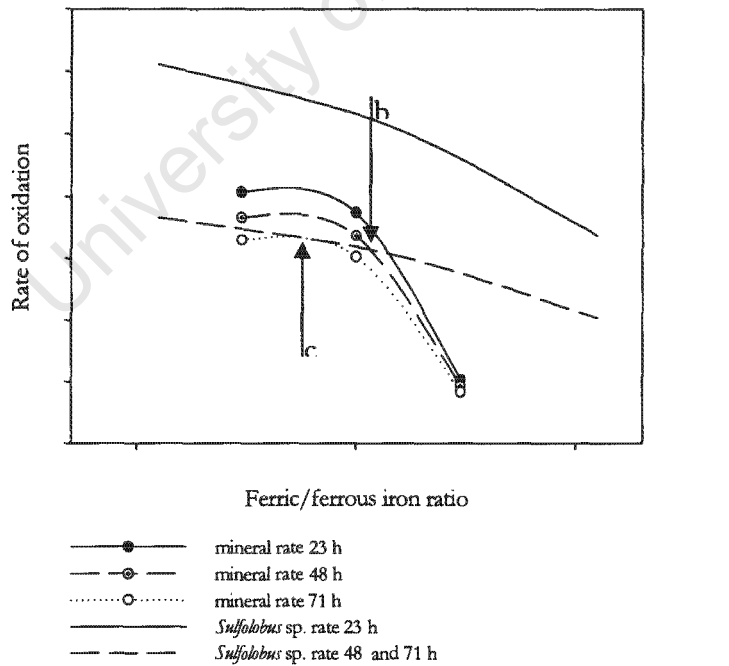 University o
b
c
Rate of oxidation
Ferric/ferrous iron ratio
mineral rate 23 h
mineral rate 48 h
mineral rate 71 h
Sulfolobus sp. rate 23 h
Sulfolobus sp. rate 48 and 71 h